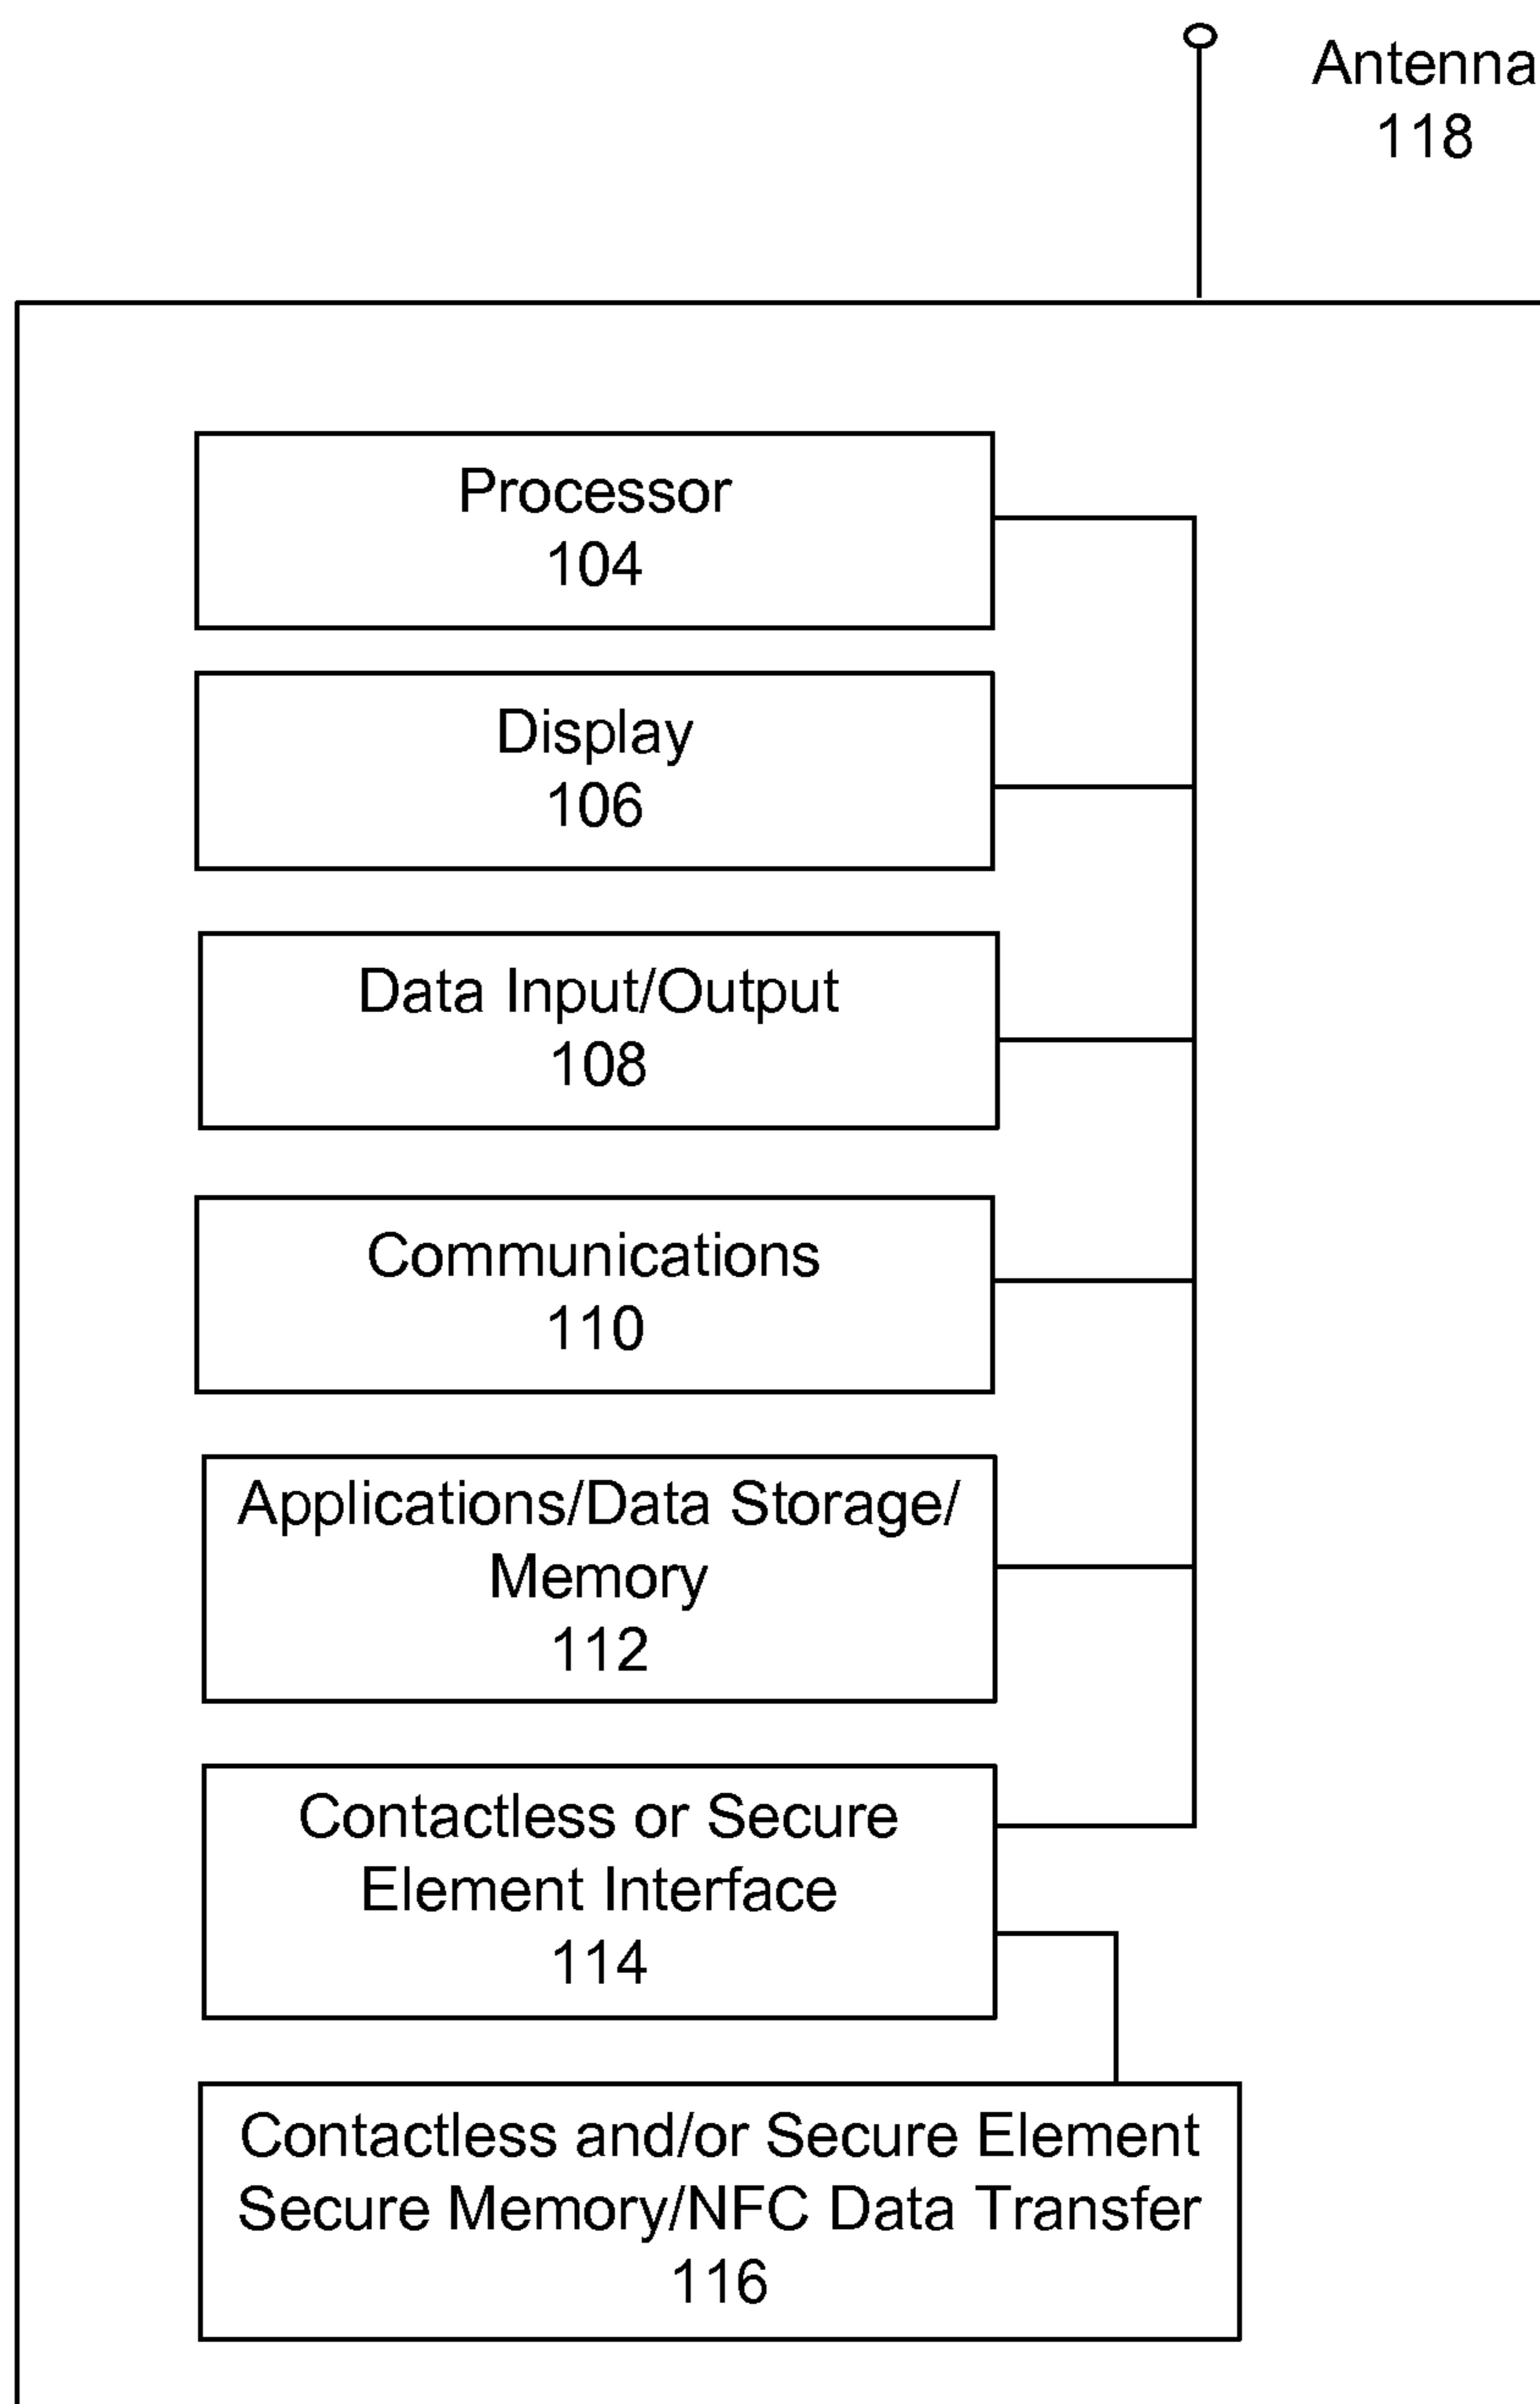 Antenna
118
Processor
104
Display
106
Data Input/Output
108
Communications
110
Applications/Data Storage/
Memory
112
Contactless or Secure
Element Interface
114
Contactless and/or Secure Element
Secure Memory/NFC Data Transfer
116